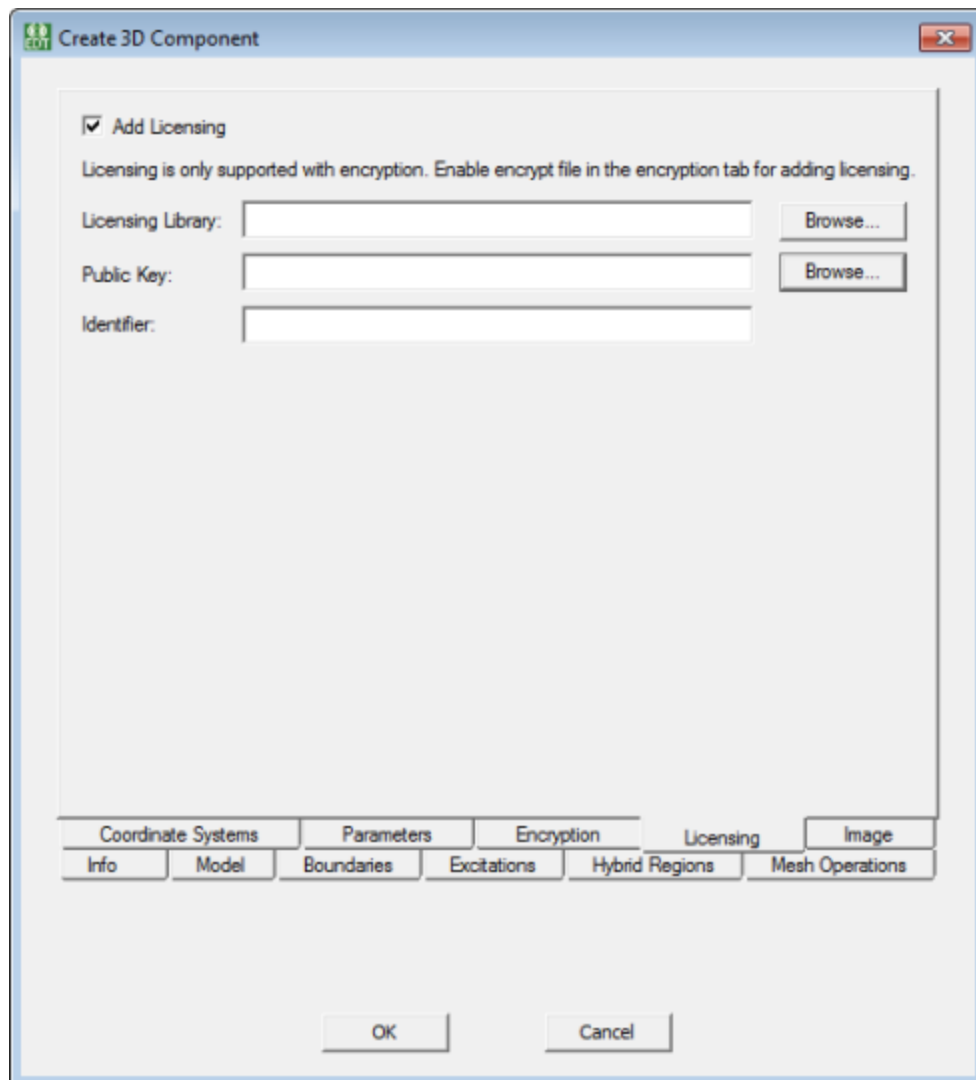 EDT Create 3D Component
Add Licensing
Licensing is only supported with encryption. Enable encrypt file in the encryption tab for adding licensing.
Licensing Library: Browse...
Public Key: Browse...
Identifier:
Coordinate Systems Parameters Encryption Licensing Image
Info Model Boundaries Excitations Hybrid Regions Mesh Operations
OK Cancel